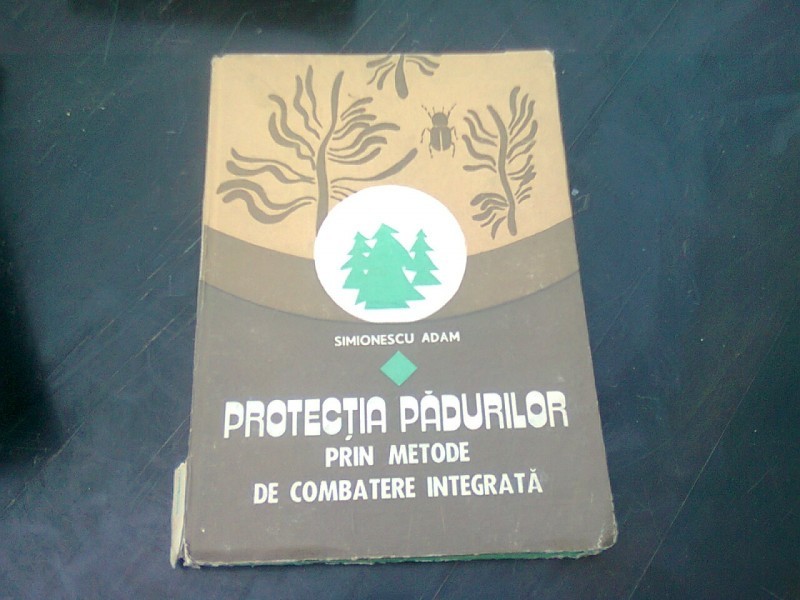 SIMIONESCU ADAM
PROTECȚIA PĂDURILOR
PRIN METODE
DE COMBATERE INTEGRATĂ